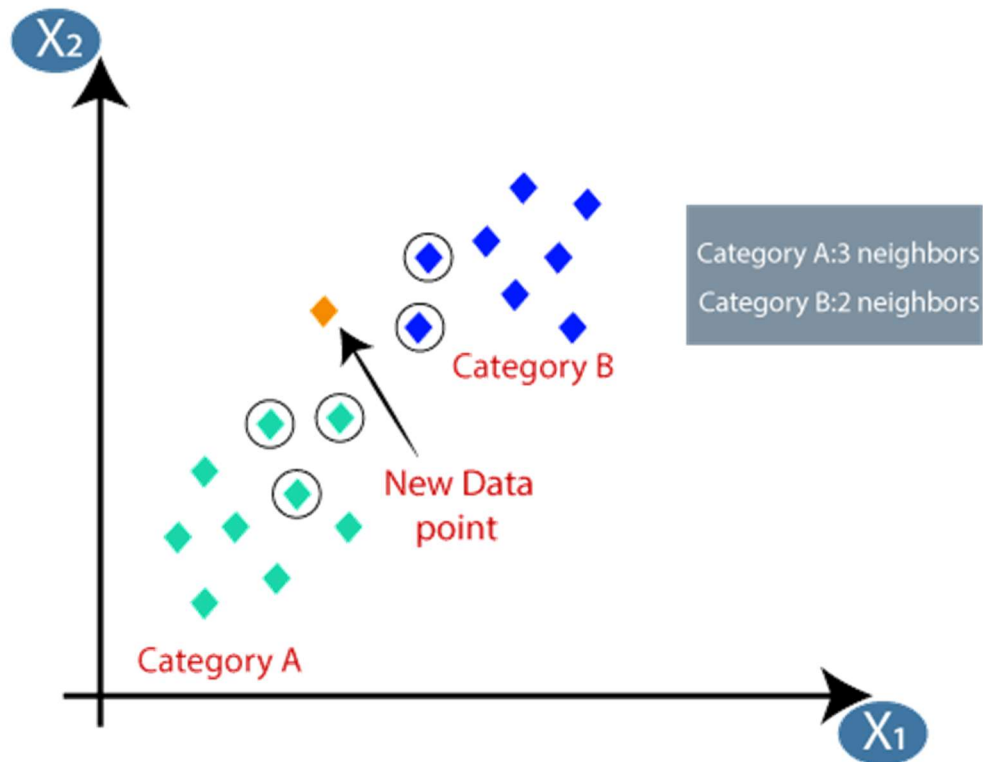 X₂
Category A:3 neighbors
Category B:2 neighbors
Category B
New Data
point
Category A
X₁